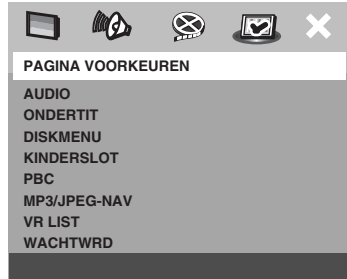 PAGINA VOORKEUREN
AUDIO
ONDERTIT
DISKMENU
KINDERSLOT
PBC
MP3/JPEG-NAV
VR LIST
WACHTWRD